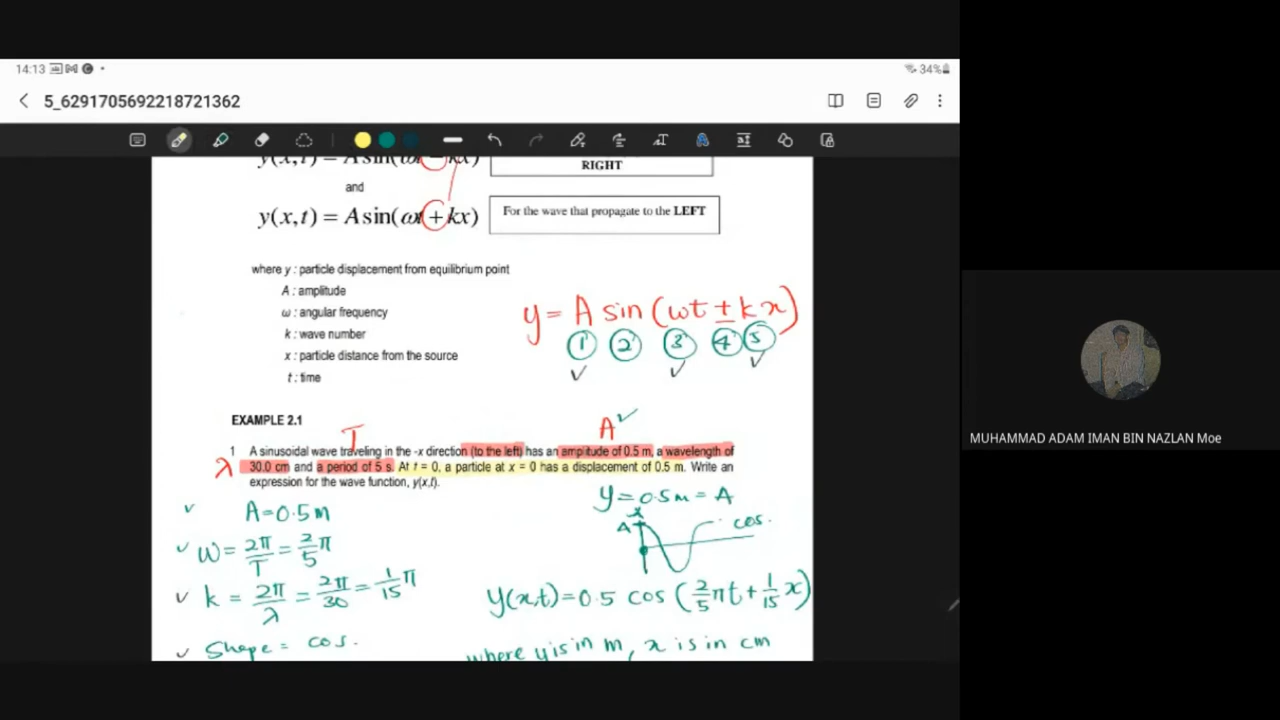 14:13
34%
5_6291705692218721362
y(x,t) = A sin(ωt − kx)
RIGHT
and
y(x,t) = A sin(ωt + kx)
For the wave that propagate to the LEFT
where y : particle displacement from equilibrium point
A : amplitude
ω : angular frequency
k : wave number
x : particle distance from the source
t : time
y = A sin (ωt ± kx)
1 2 3 4 5
✓ ✓ ✓
EXAMPLE 2.1
T A ✓
1 A sinusoidal wave traveling in the -x direction (to the left) has an amplitude of 0.5 m, a wavelength of
λ 30.0 cm and a period of 5 s. At t = 0, a particle at x = 0 has a displacement of 0.5 m. Write an
expression for the wave function, y(x,t).
y = 0.5m = A
✓ A = 0.5m
A cos.
✓ ω = 2π/T = 2/5 π
✓ k = 2π/λ = 2π/30 = 1/15 π
y(x,t) = 0.5 cos (2/5 πt + 1/15 x)
✓ Shape = cos.
where y is in m, x is in cm
MUHAMMAD ADAM IMAN BIN NAZLAN Moe